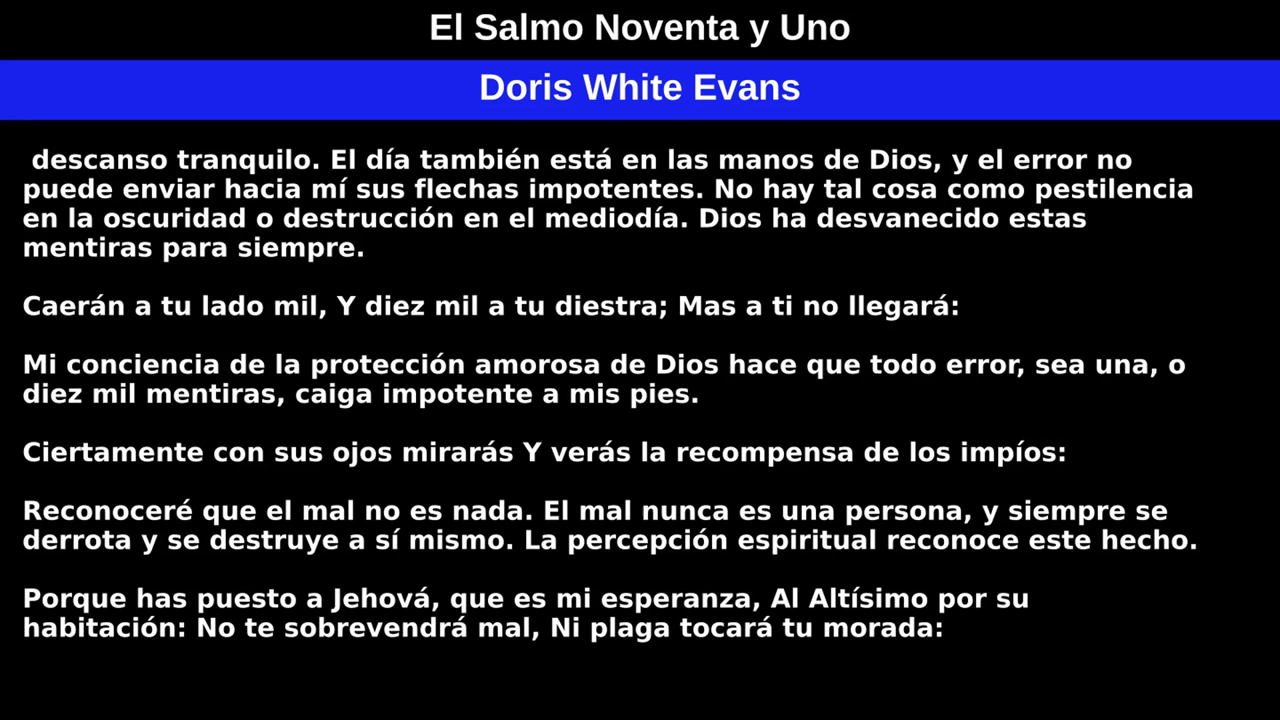 El Salmo Noventa y Uno
Doris White Evans
descanso tranquilo. El día también está en las manos de Dios, y el error no
puede enviar hacia mí sus flechas impotentes. No hay tal cosa como pestilencia
en la oscuridad o destrucción en el mediodía. Dios ha desvanecido estas
mentiras para siempre.
Caerán a tu lado mil, Y diez mil a tu diestra; Mas a ti no llegará:
Mi conciencia de la protección amorosa de Dios hace que todo error, sea una, o
diez mil mentiras, caiga impotente a mis pies.
Ciertamente con sus ojos mirarás Y verás la recompensa de los impíos:
Reconoceré que el mal no es nada. El mal nunca es una persona, y siempre se
derrota y se destruye a sí mismo. La percepción espiritual reconoce este hecho.
Porque has puesto a Jehová, que es mi esperanza, Al Altísimo por su
habitación: No te sobrevendrá mal, Ni plaga tocará tu morada: